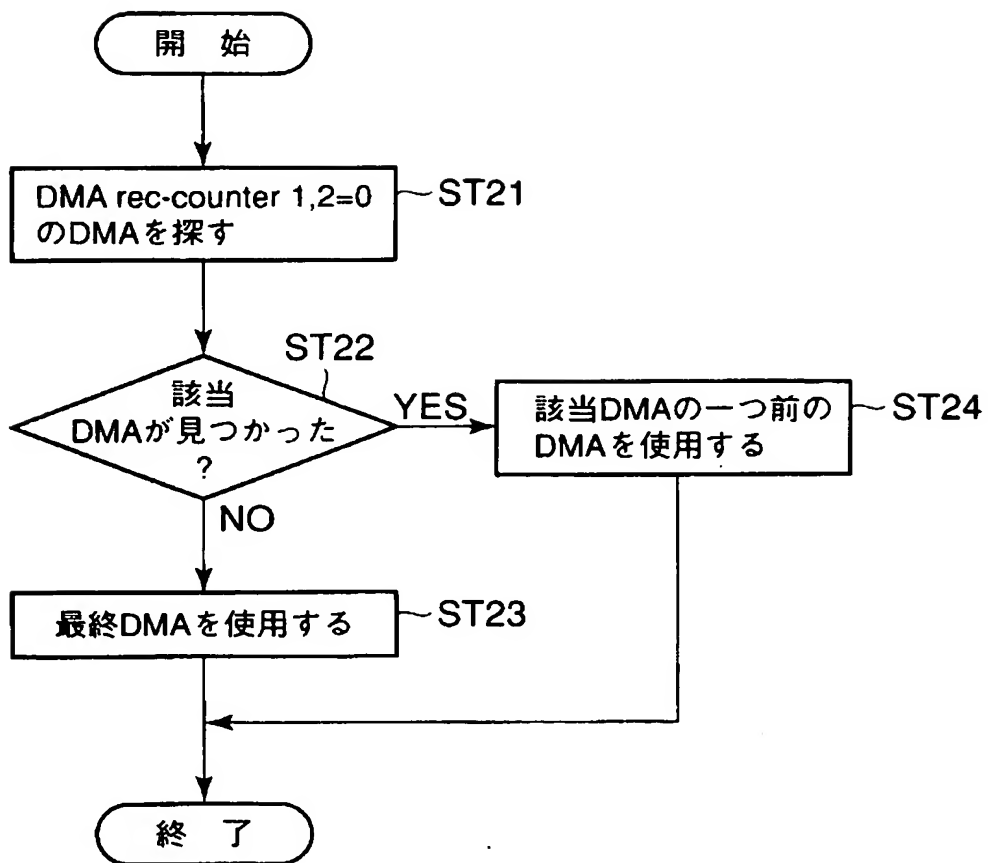 開 始
DMA rec-counter 1,2=0
のDMAを探す
ST21
ST22
該当
DMAが見つかった
?
YES
該当DMAの一つ前の
DMAを使用する
ST24
NO
最終DMAを使用する
ST23
終 了